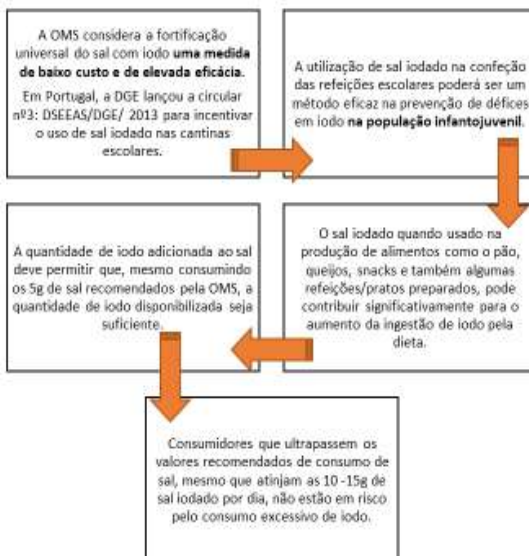 A OMS considera a fortificação
universal do sal com iodo uma medida
de baixo custo e de elevada eficácia.
Em Portugal, a DGE lançou a circular
nº3: DSEEAS/DGE/ 2013 para incentivar
o uso de sal iodado nas cantinas
escolares.
A utilização de sal iodado na confeção
das refeições escolares poderá ser um
método eficaz na prevenção de défices
em iodo na população infantojuvenil.
O sal iodado quando usado na
produção de alimentos como o pão,
queijos, snacks e também algumas
refeições/pratos preparados, pode
contribuir significativamente para o
aumento da ingestão de iodo pela
dieta.
A quantidade de iodo adicionada ao sal
deve permitir que, mesmo consumindo
os 5g de sal recomendados pela OMS, a
quantidade de iodo disponibilizada seja
suficiente.
Consumidores que ultrapassem os
valores recomendados de consumo de
sal, mesmo que atinjam as 10 -15g de
sal iodado por dia, não estão em risco
pelo consumo excessivo de iodo.